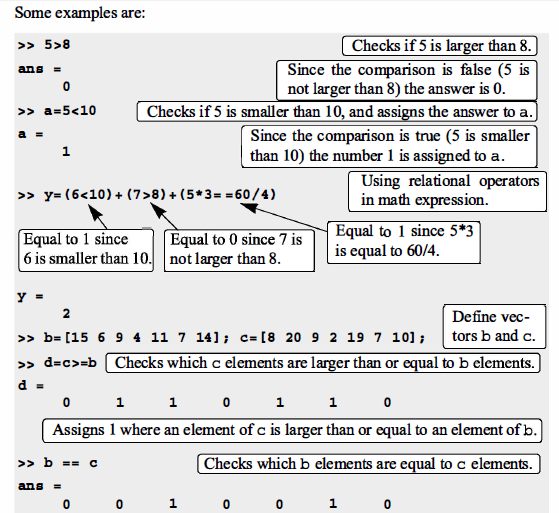 Some examples are:
>> 5>8
Checks if 5 is larger than 8.
ans =
0
Since the comparison is false (5 is
not larger than 8) the answer is 0.
>> a=5<10
Checks if 5 is smaller than 10, and assigns the answer to a.
a =
1
Since the comparison is true (5 is smaller
than 10) the number 1 is assigned to a.
>> y=(6<10)+(7>8)+(5*3= =60/4)
Using relational operators
in math expression.
Equal to 1 since
6 is smaller than 10.
Equal to 0 since 7 is
not larger than 8.
Equal to 1 since 5*3
is equal to 60/4.
y =
2
>> b=[15 6 9 4 11 7 14]; c=[8 20 9 2 19 7 10];
Define vec-
tors b and c.
>> d=c>=b
Checks which c elements are larger than or equal to b elements.
d =
0 1 1 0 1 1 0
Assigns 1 where an element of c is larger than or equal to an element of b.
>> b == c
Checks which b elements are equal to c elements.
ans =
0 0 1 0 0 1 0